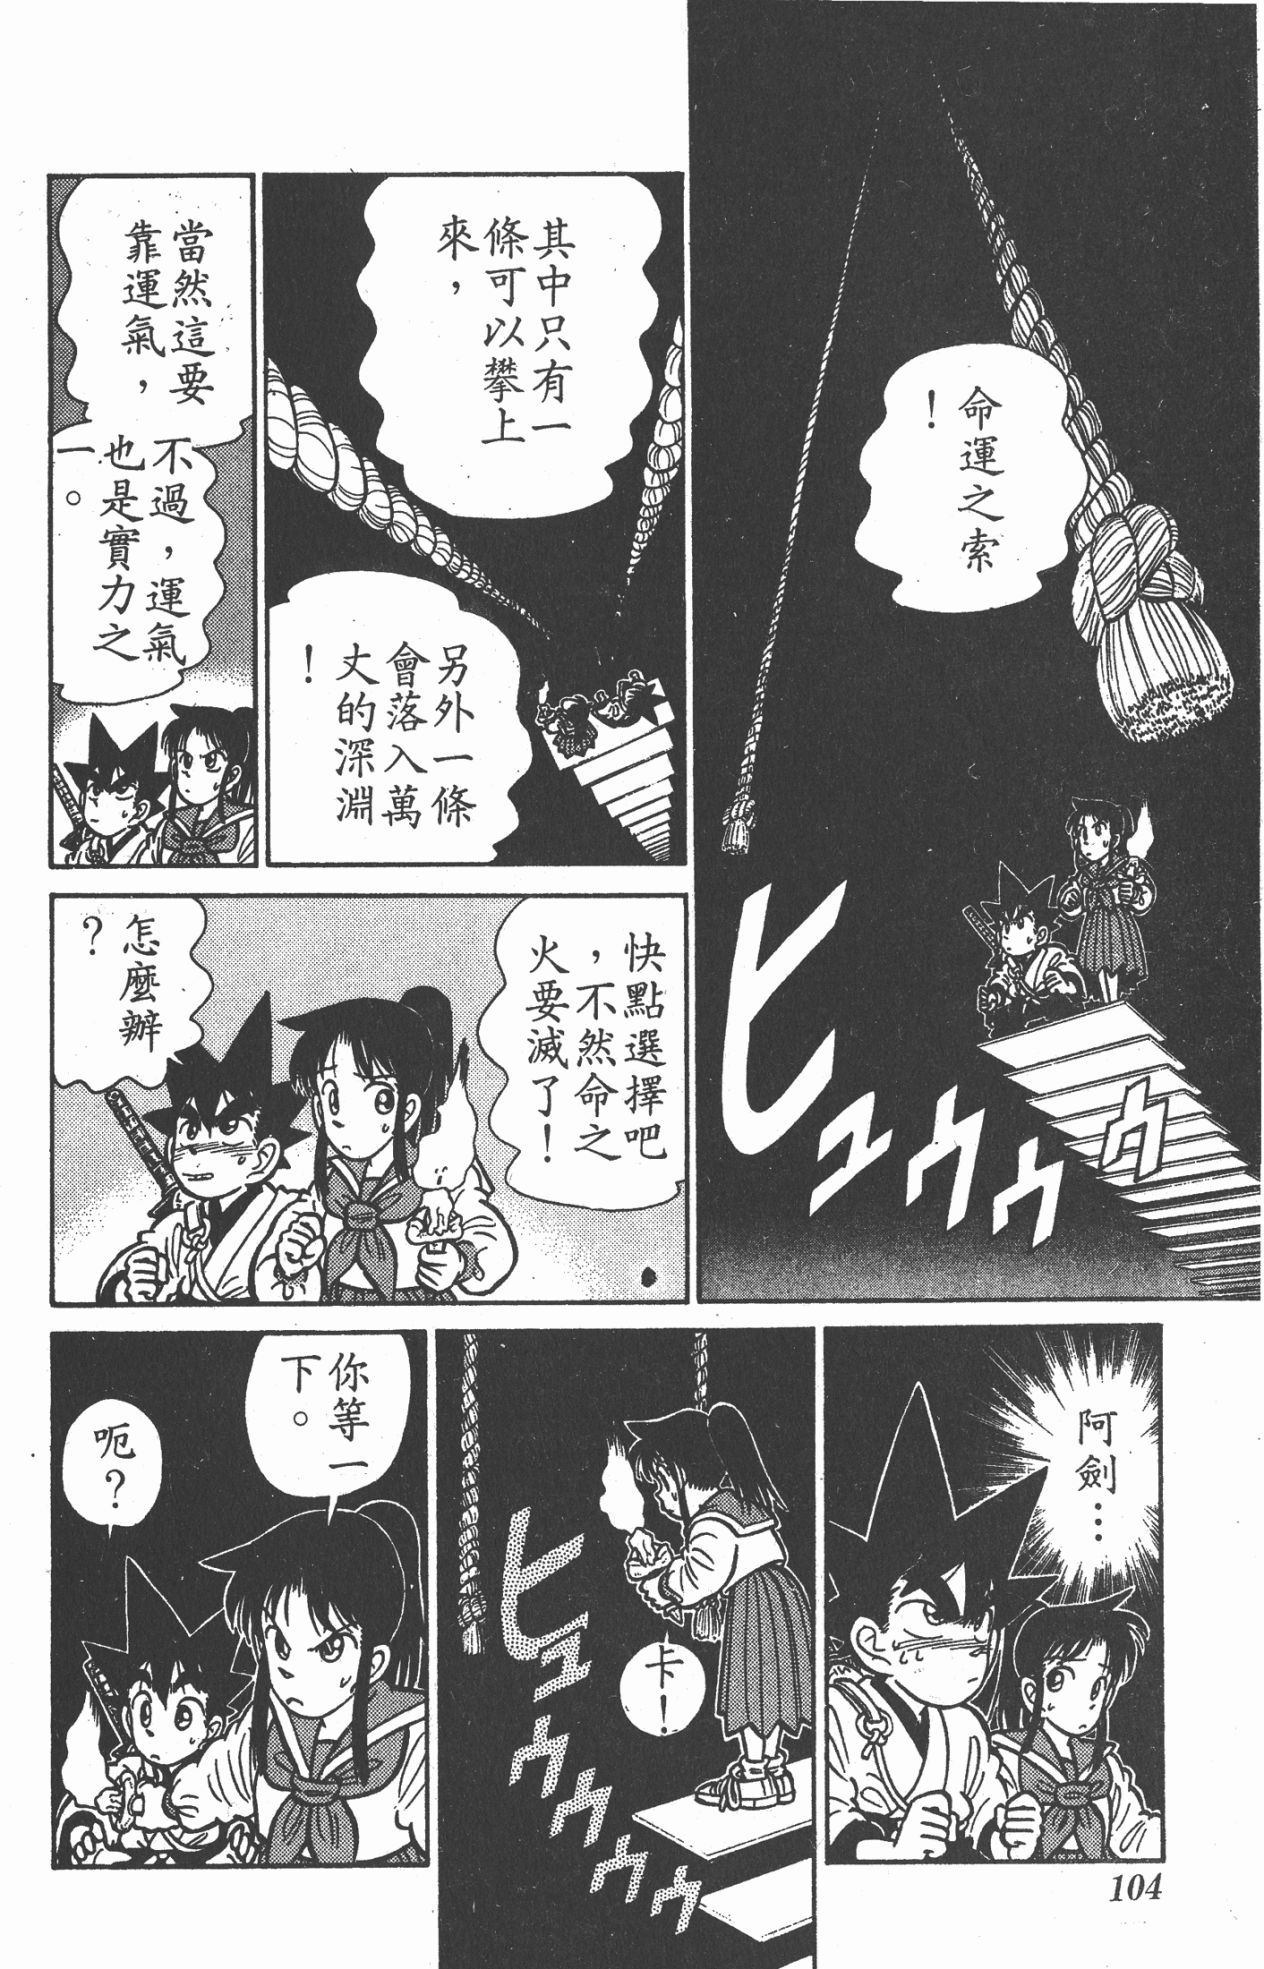 命運之索
！
ヒュウウウ
其中只有一
條可以攀上
來，
另外一條
會落入萬
丈的深淵
！
當然這要
靠運氣，
不過，運氣
也是實力之
一。
快點選擇吧
，不然命之
火要滅了！
怎麼辦
？
阿劍…
卡！
ヒュウウウウウ
你等一
下。
呃？
104